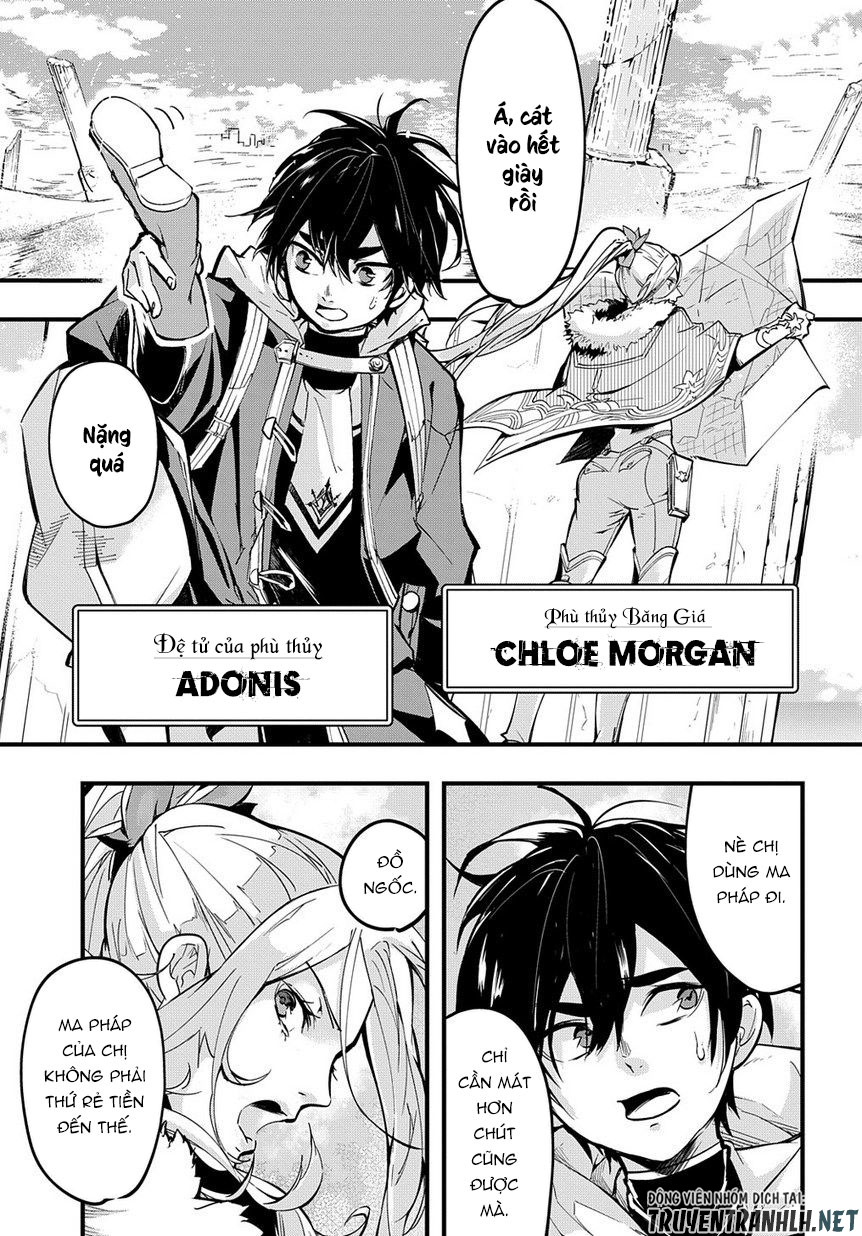 Á, cát
vào hết
giày
rồi
Nặng
quá
Phù thủy Băng Giá
CHLOE MORGAN
Đệ tử của phù thủy
ADONIS
NÈ CHỊ
DÙNG MA
PHÁP ĐI.
CHỈ
CẦN MÁT
HƠN
CHÚT
CŨNG
ĐƯỢC
MÀ.
ĐỒ
NGỐC.
MA PHÁP
CỦA CHỊ
KHÔNG PHẢI
THỨ RẺ TIỀN
ĐẾN THẾ.
ĐỘNG VIÊN NHÓM DỊCH TẠI:
TRUYENTRANHLH.NET